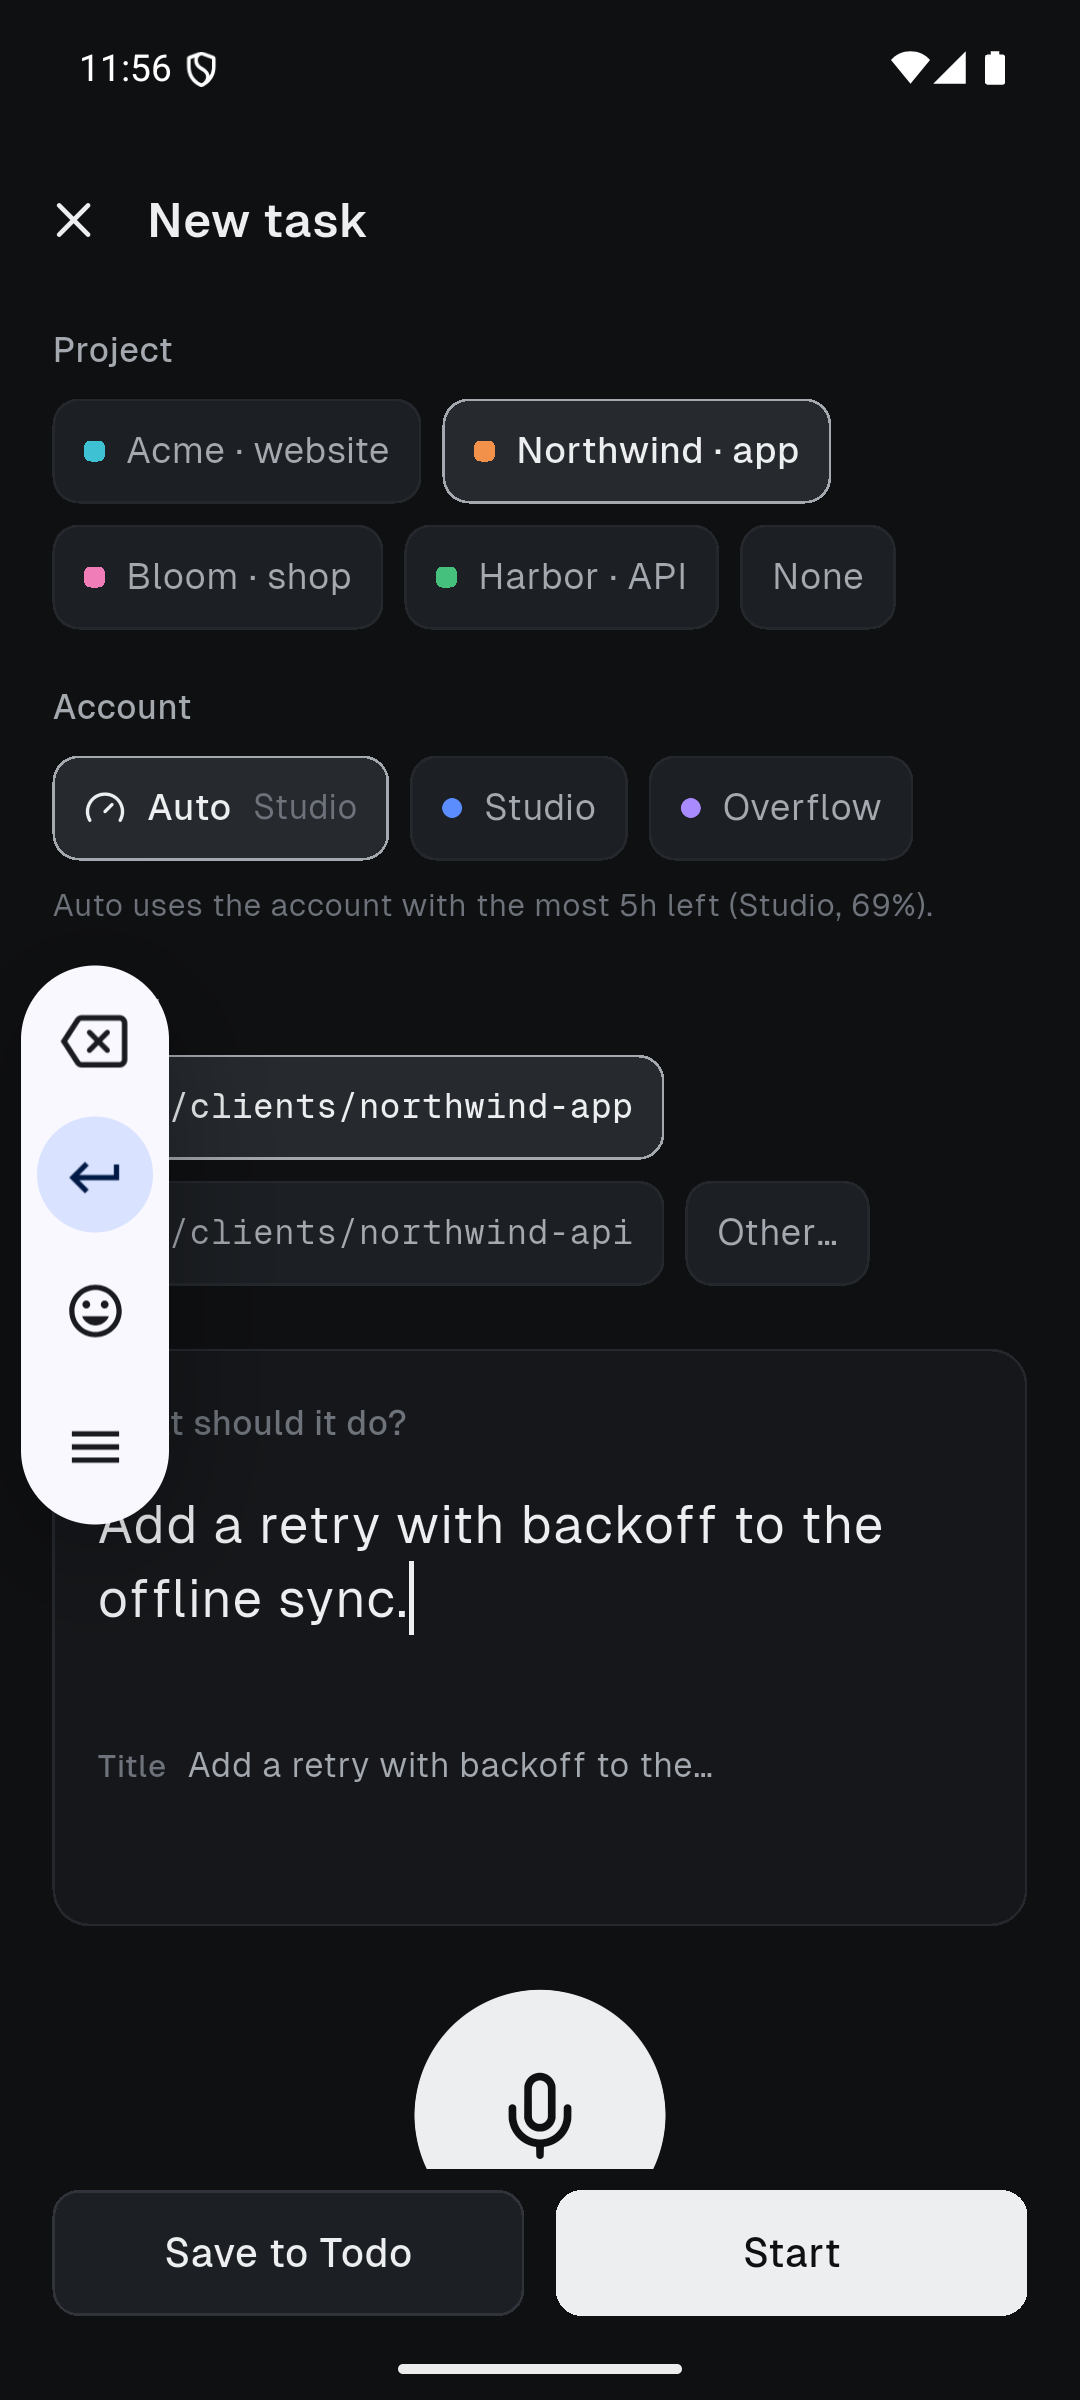 11:56
New task
Project
Acme · website
Northwind · app
Bloom · shop
Harbor · API
None
Account
Auto Studio
Studio
Overflow
Auto uses the account with the most 5h left (Studio, 69%).
/clients/northwind-app
/clients/northwind-api
Other…
should it do?
Add a retry with backoff to the
offline sync.
Title Add a retry with backoff to the…
Save to Todo
Start